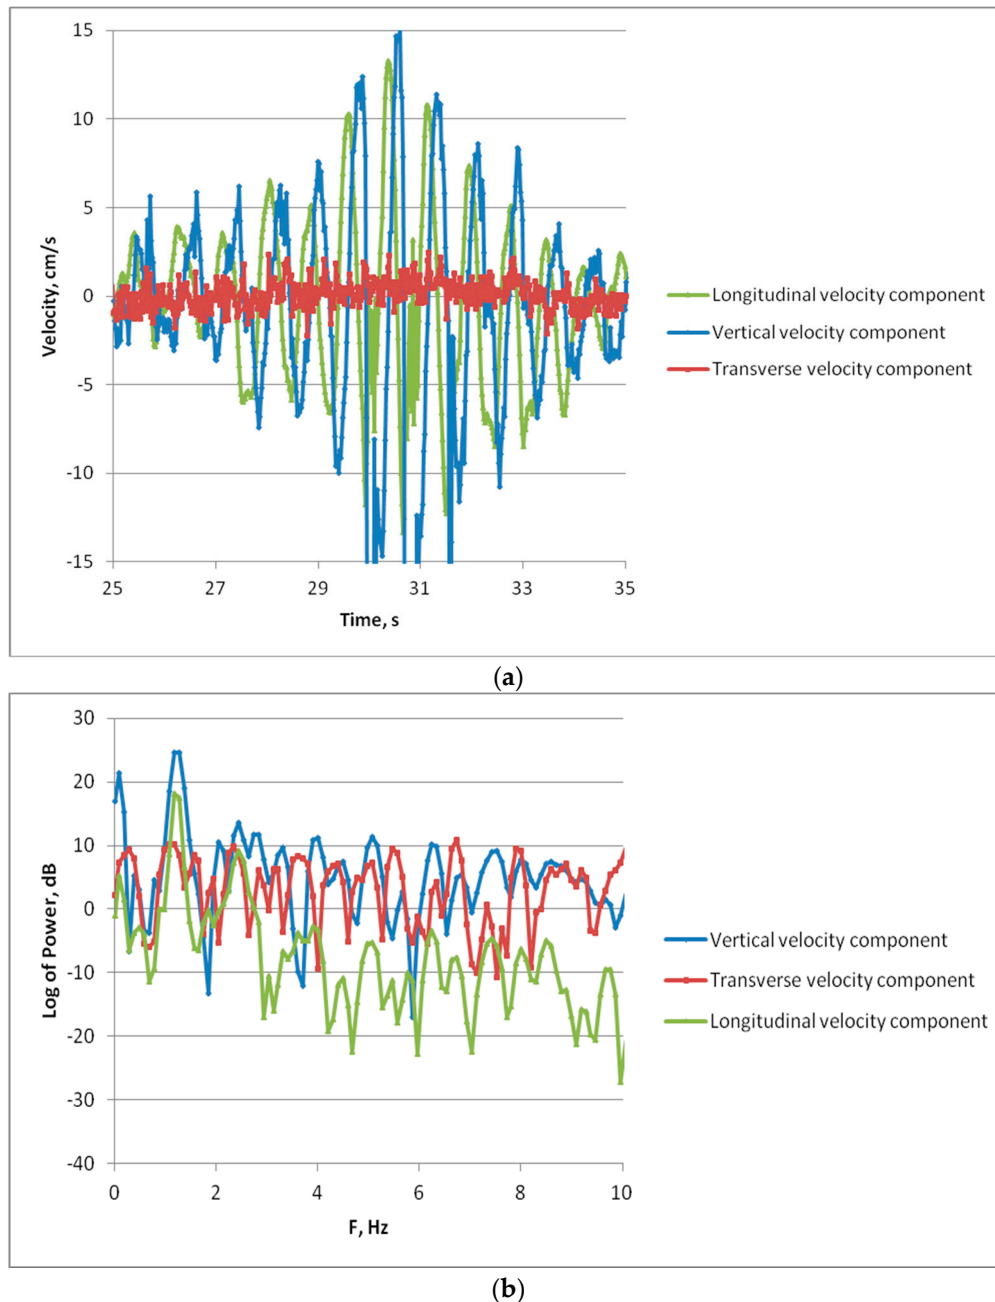 15
10
5
0
-5
-10
-15
Velocity, cm/s
25
27
29
31
33
35
Time, s
Longitudinal velocity component
Vertical velocity component
Transverse velocity component
(a)
30
20
10
0
-10
-20
-30
-40
Log of Power, dB
0
2
4
6
8
10
F, Hz
Vertical velocity component
Transverse velocity component
Longitudinal velocity component
(b)